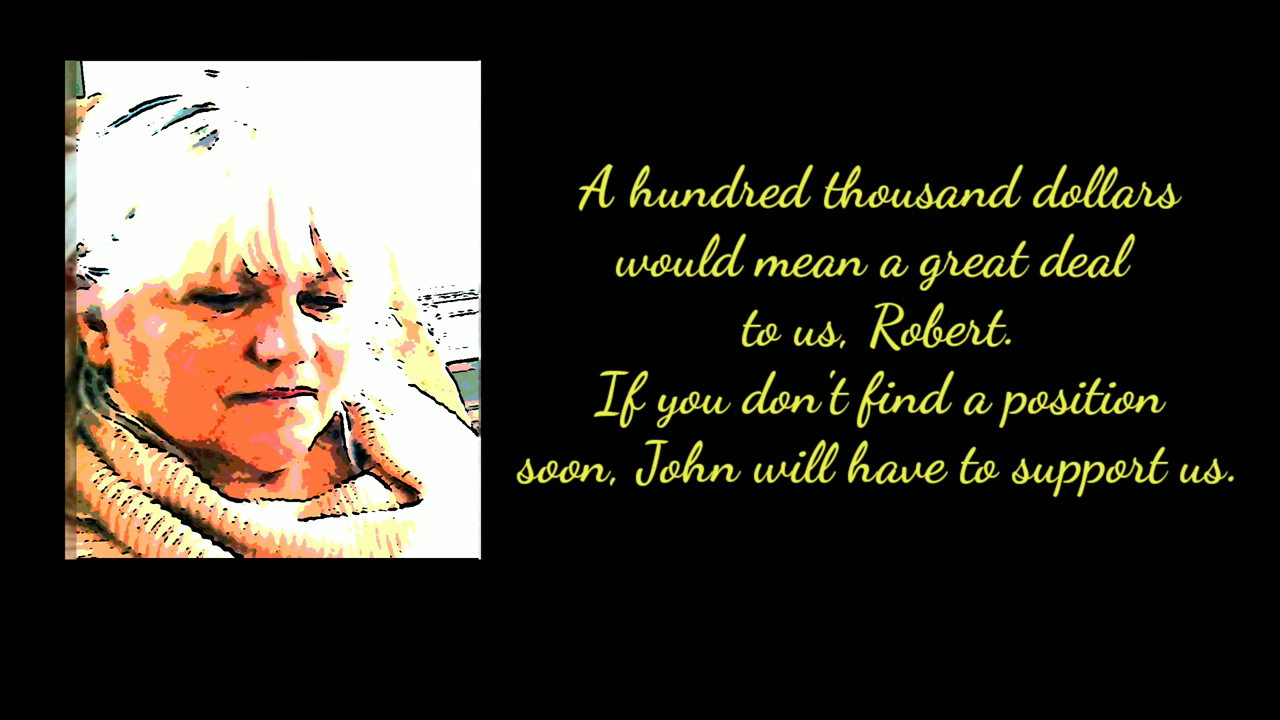 A hundred thousand dollars
would mean a great deal
to us, Robert.
If you don't find a position
soon, John will have to support us.